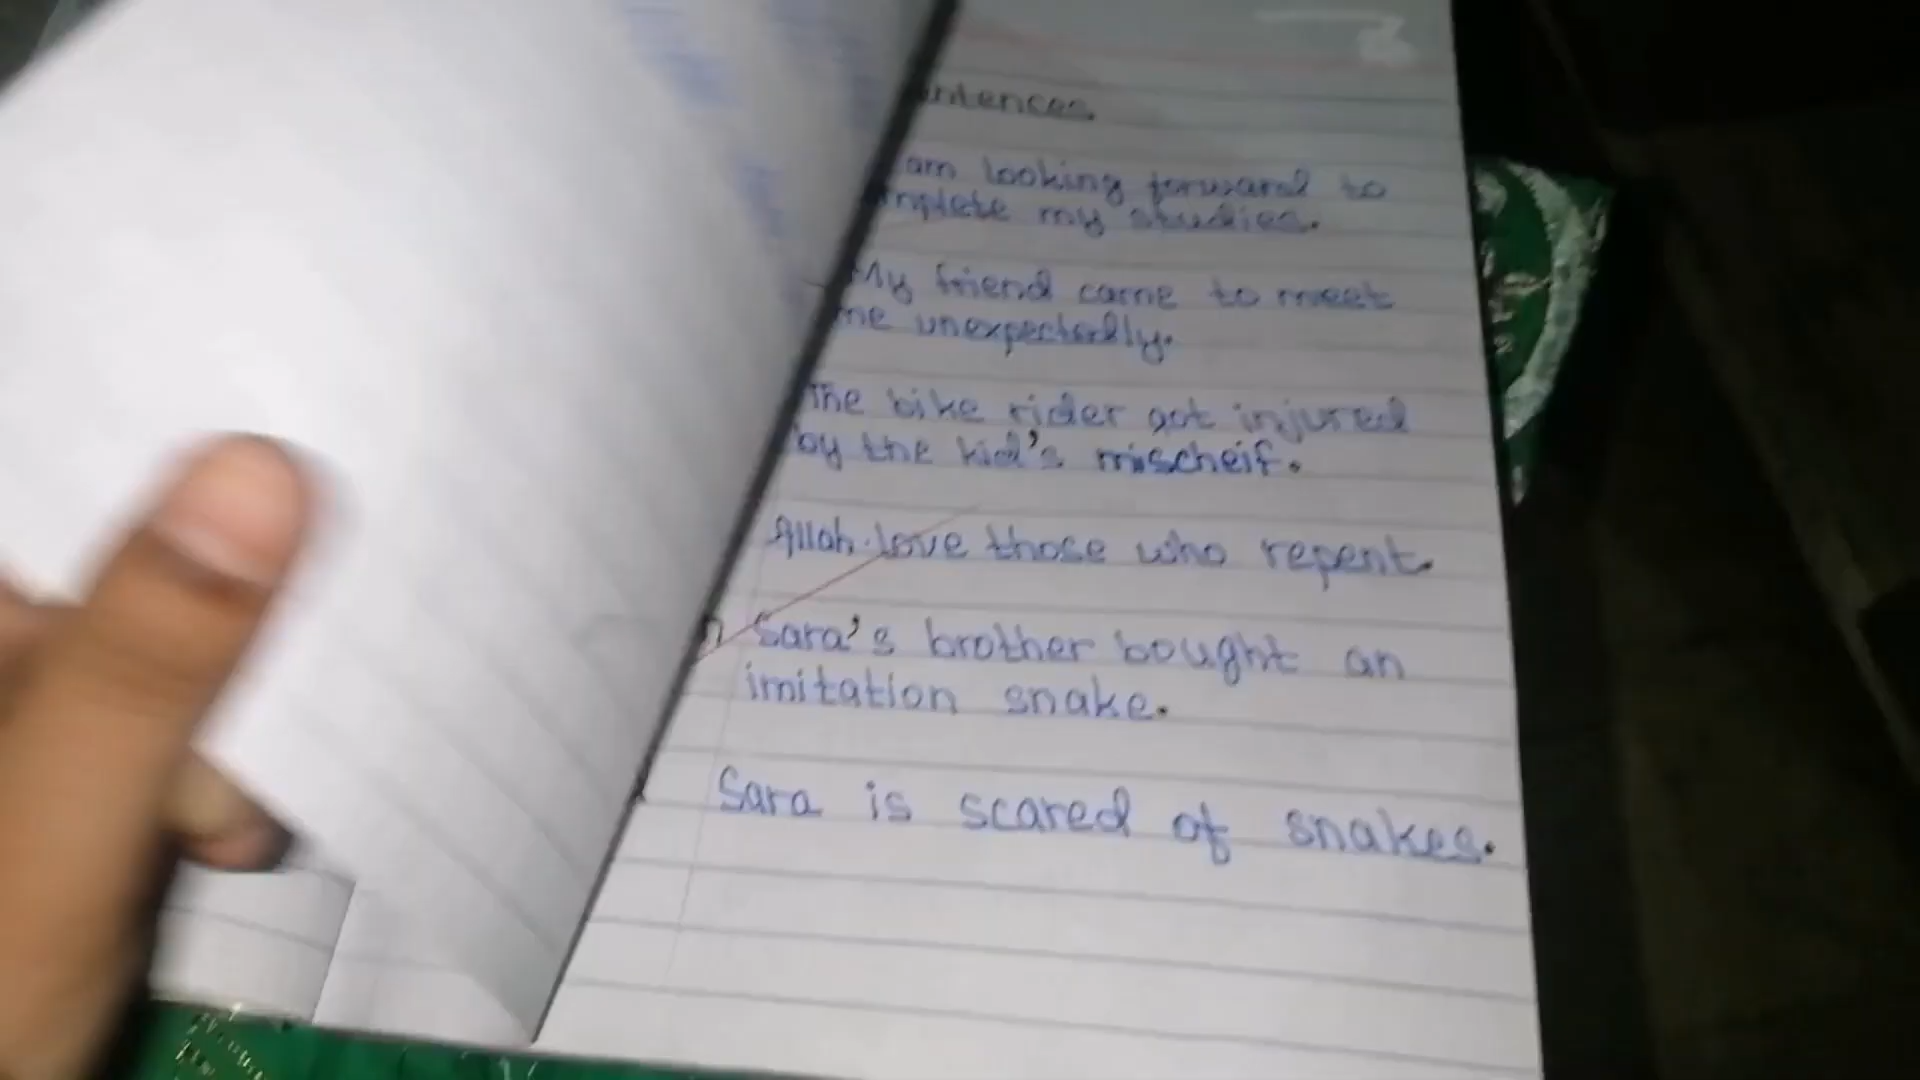 am looking forward to
my studies.
My friend came to meet
me unexpectedly.
The bike rider got injured
by the kid's mischeif.
Allah love those who repent.
Sara's brother bought an
imitation snake.
Sara is scared of snakes.